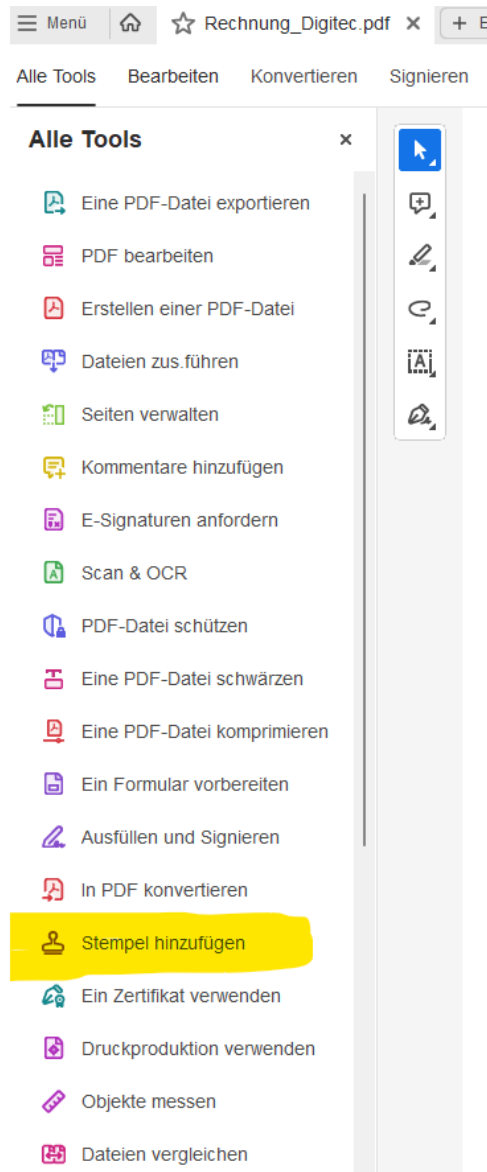 Menü
Rechnung_Digitec.pdf
Alle Tools Bearbeiten Konvertieren Signieren
Alle Tools
Eine PDF-Datei exportieren
PDF bearbeiten
Erstellen einer PDF-Datei
Dateien zus.führen
Seiten verwalten
Kommentare hinzufügen
E-Signaturen anfordern
Scan & OCR
PDF-Datei schützen
Eine PDF-Datei schwärzen
Eine PDF-Datei komprimieren
Ein Formular vorbereiten
Ausfüllen und Signieren
In PDF konvertieren
Stempel hinzufügen
Ein Zertifikat verwenden
Druckproduktion verwenden
Objekte messen
Dateien vergleichen